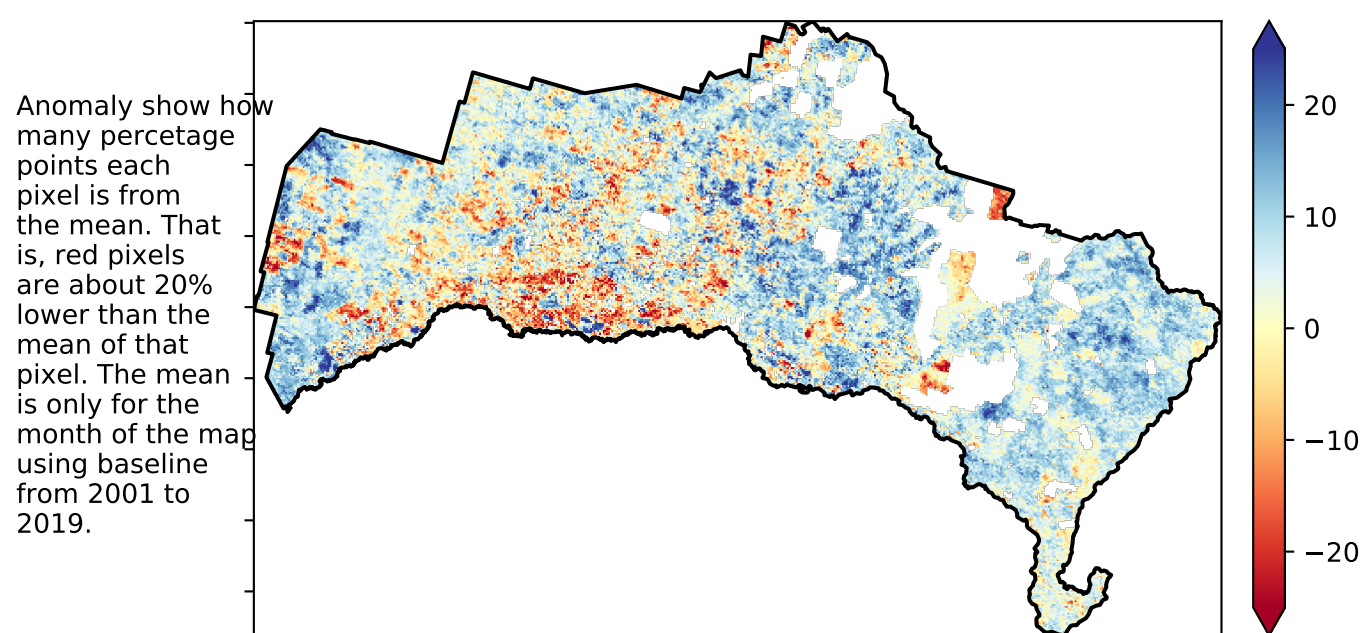 Anomaly show how
many percetage
points each
pixel is from
the mean. That
is, red pixels
are about 20%
lower than the
mean of that
pixel. The mean
is only for the
month of the map
using baseline
from 2001 to
2019.
20
10
0
−10
−20